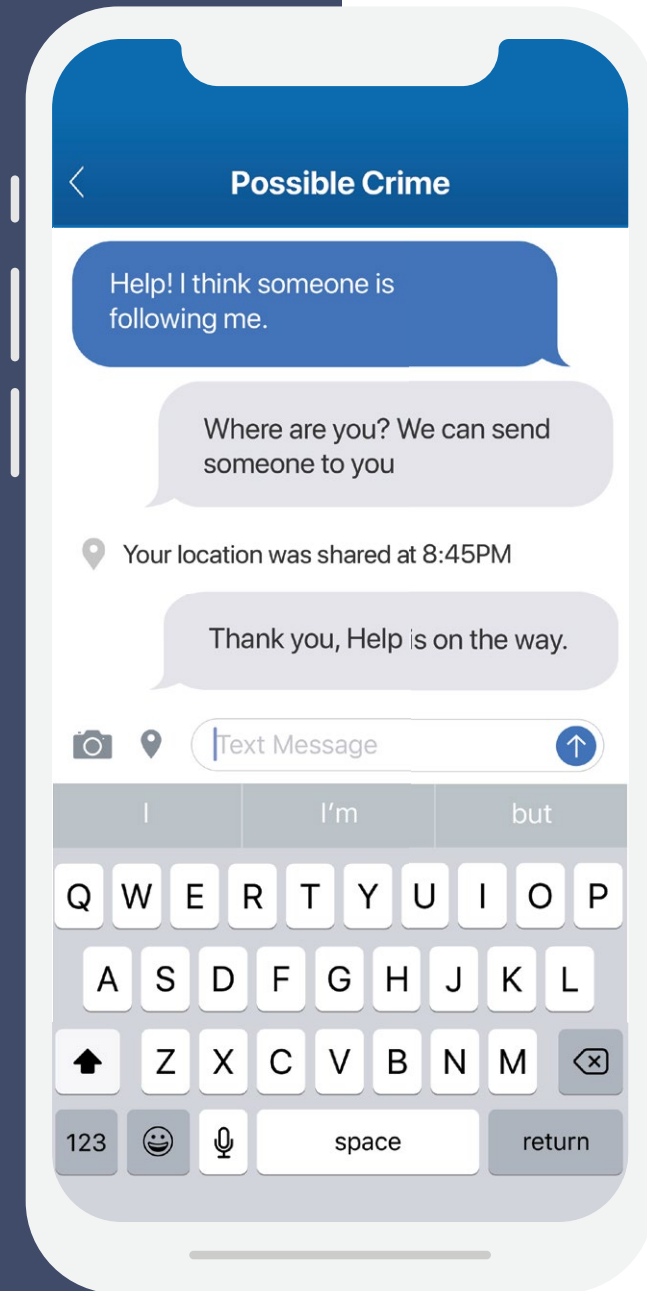 Possible Crime
Help! I think someone is
following me.
Where are you? We can send
someone to you
Your location was shared at 8:45PM
Thank you, Help is on the way.
Text Message
I I'm but
Q W E R T Y U I O P
A S D F G H J K L
Z X C V B N M
123 space return